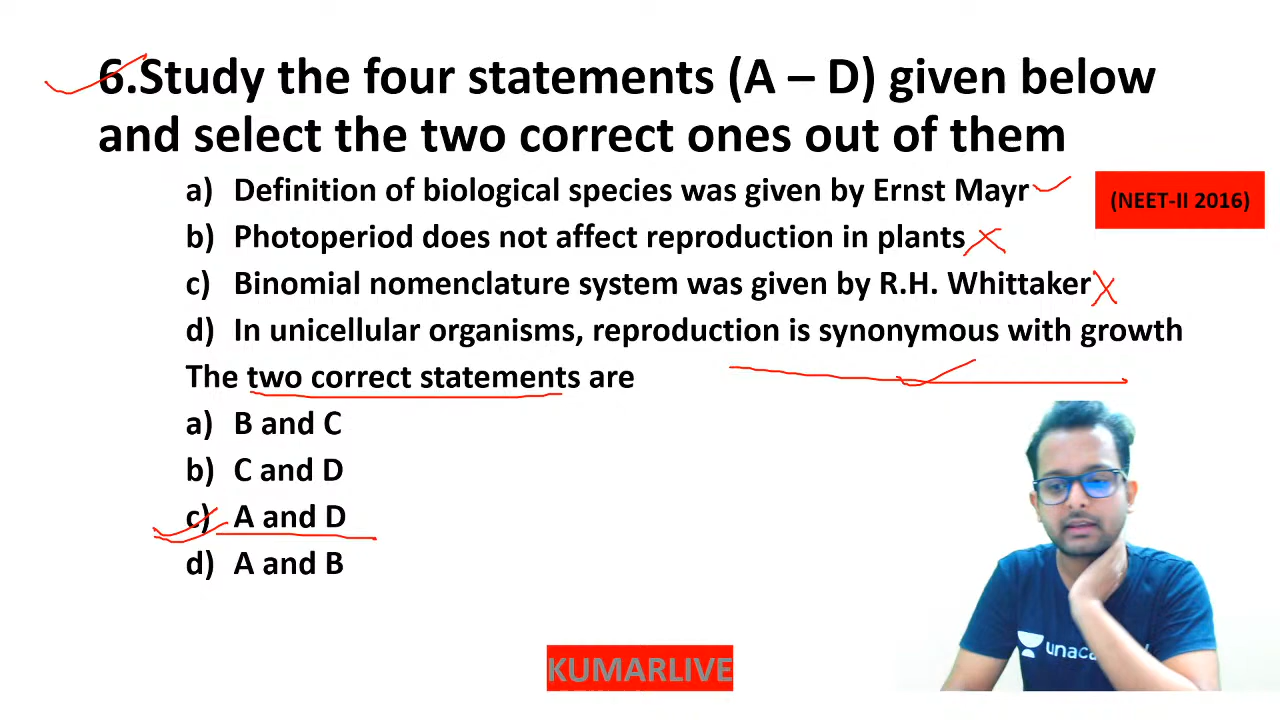 6.Study the four statements (A – D) given below
and select the two correct ones out of them
a) Definition of biological species was given by Ernst Mayr
(NEET-II 2016)
b) Photoperiod does not affect reproduction in plants
c) Binomial nomenclature system was given by R.H. Whittaker
d) In unicellular organisms, reproduction is synonymous with growth
The two correct statements are
a) B and C
b) C and D
c) A and D
d) A and B
KUMARLIVE